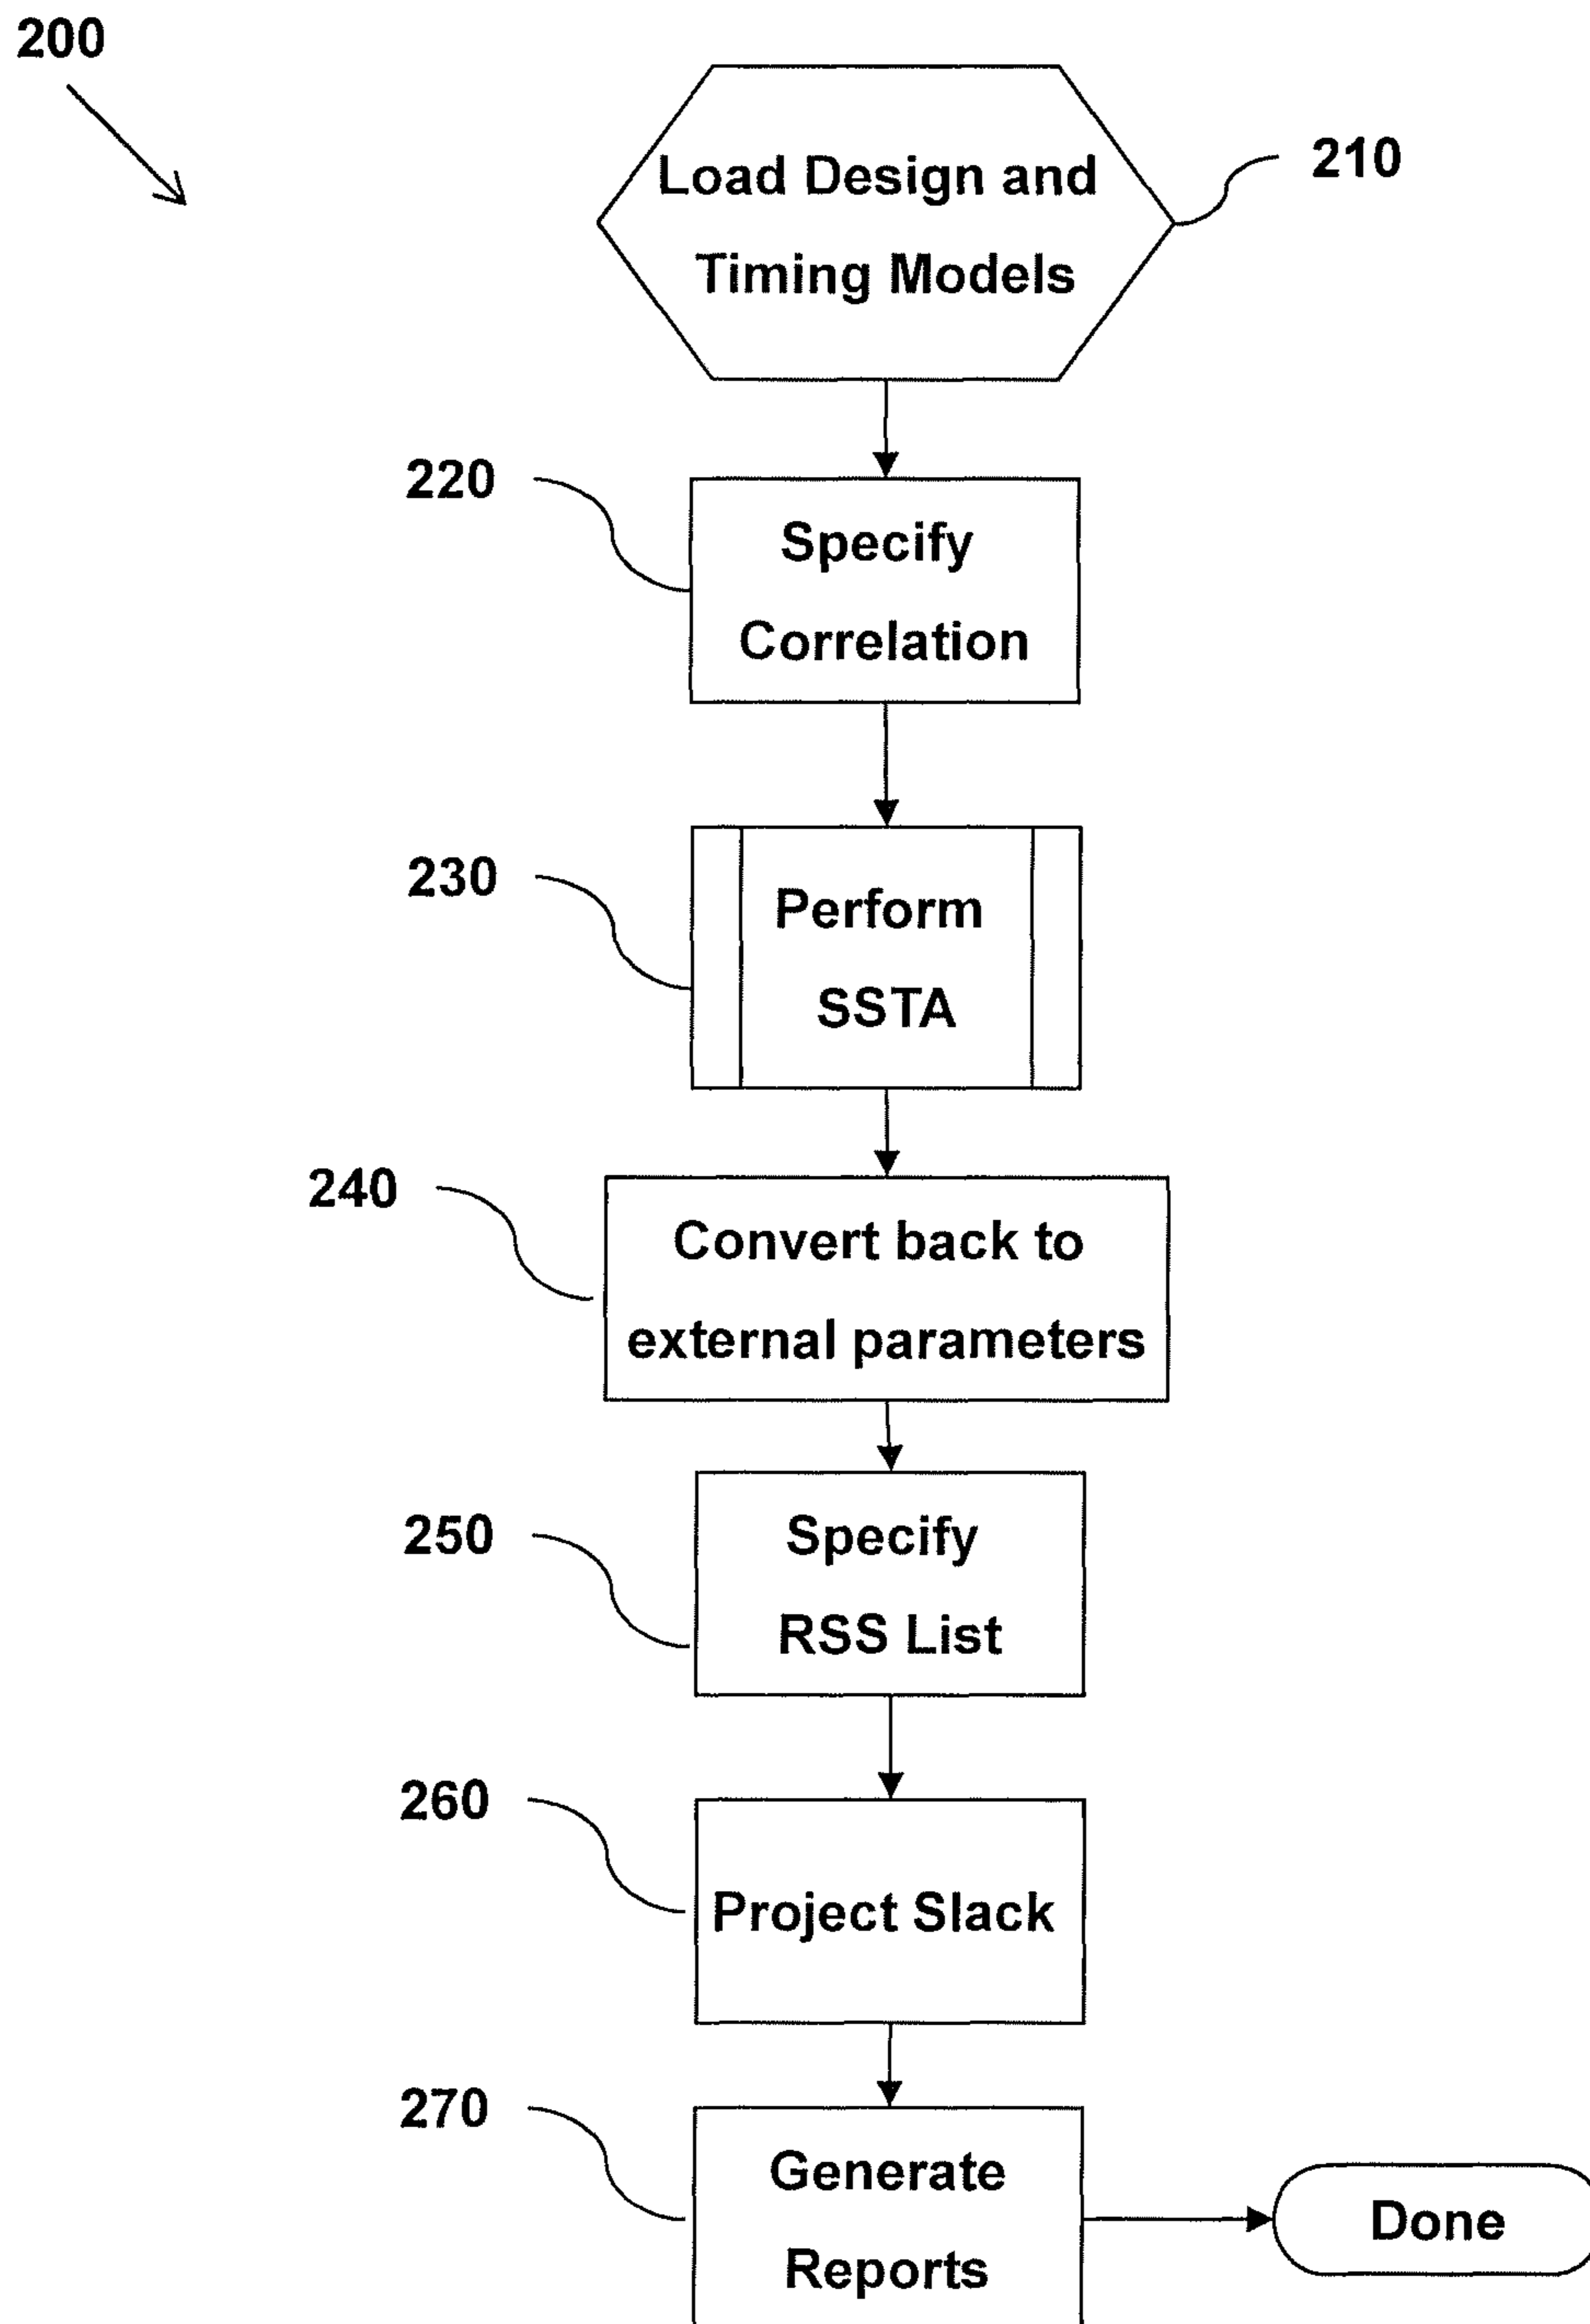 200
Load Design and
Timing Models
210
220
Specify
Correlation
230
Perform
SSTA
240
Convert back to
external parameters
250
Specify
RSS List
260
Project Slack
270
Generate
Reports
Done